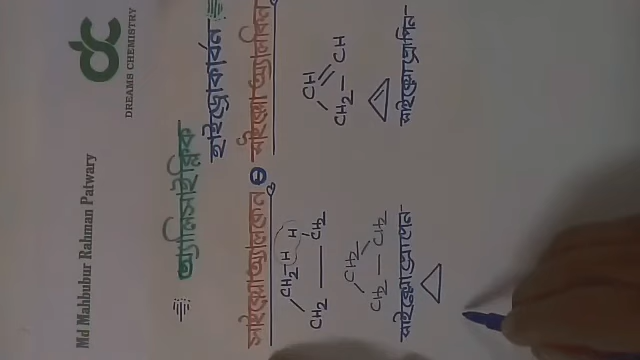 DREAMS CHEMISTRY
Md Mahbubur Rahman Patwary
অ্যালিসাইক্লিক
হাইড্রোকার্বন
সাইক্লো অ্যালকেন
CH₂-H H
CH₂ — CH₂
CH₂
CH₂ — CH₂
সাইক্লো প্রোপেন
সাইক্লো অ্যালকিন
CH
CH₂ — CH
সাইক্লো প্রোপিন